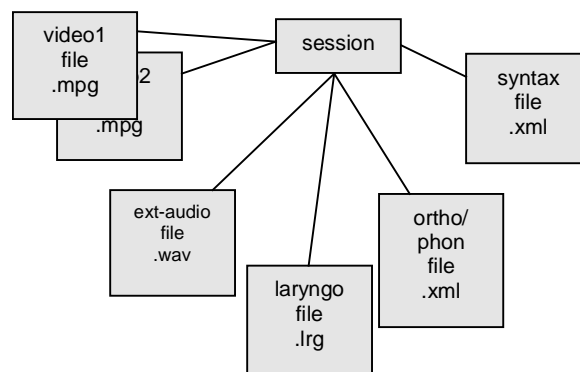 video1
file
.mpg
2
.mpg
session
syntax
file
.xml
ext-audio
file
.wav
laryngo
file
.lrg
ortho/
phon
file
.xml